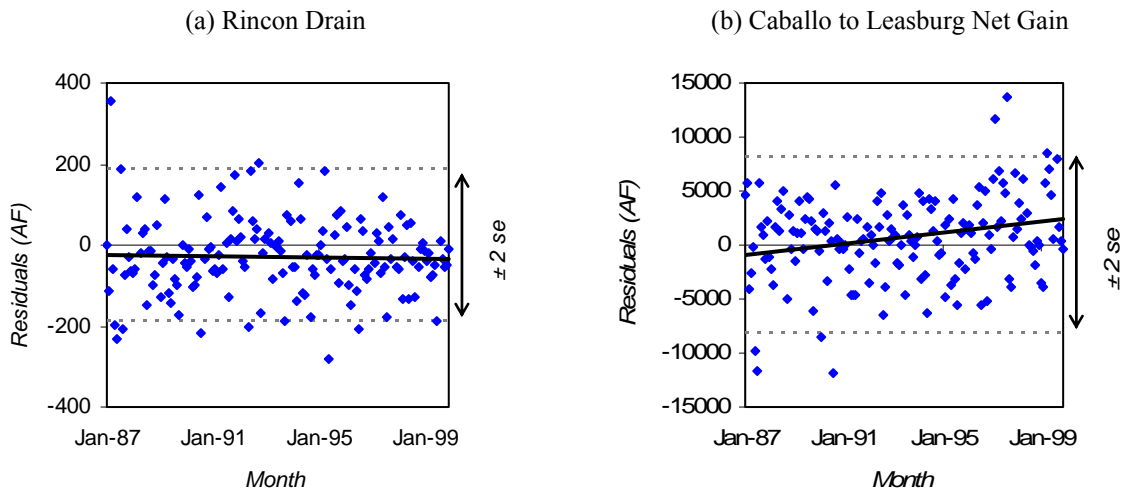 (a) Rincon Drain
(b) Caballo to Leasburg Net Gain
400
200
0
-200
-400
Residuals (AF)
Jan-87 Jan-91 Jan-95 Jan-99
Month
± 2 se
15000
10000
5000
0
-5000
-10000
-15000
Residuals (AF)
Jan-87 Jan-91 Jan-95 Jan-99
Month
± 2 se